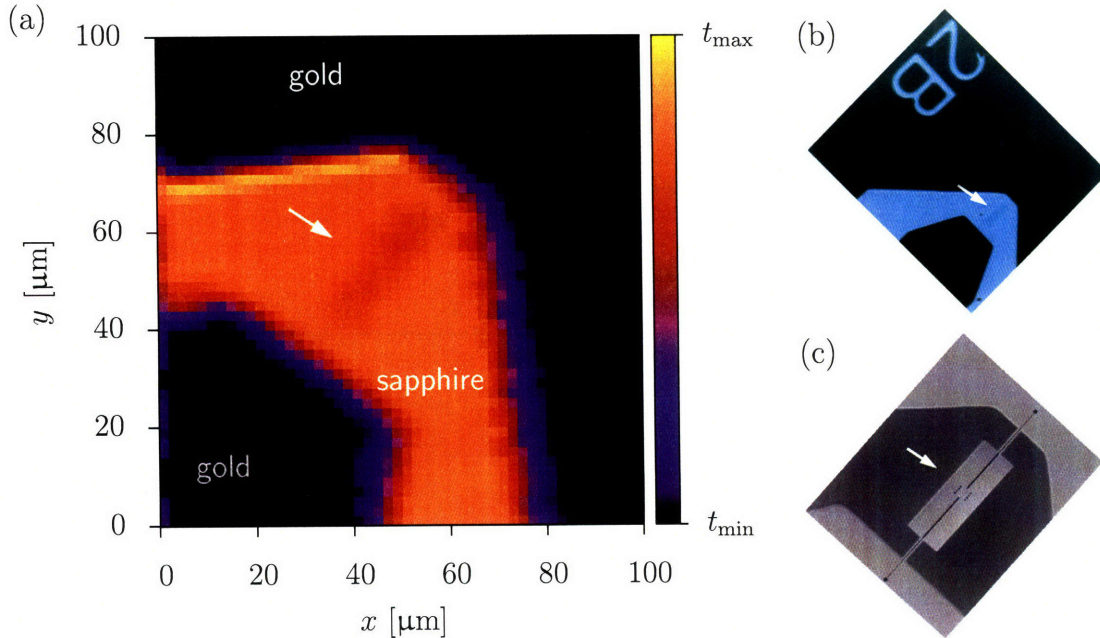 (a)
100
80
60
40
20
0
y [μm]
0
20
40
60
80
100
x [μm]
gold
sapphire
gold
t_max
t_min
(b)
2B
(c)